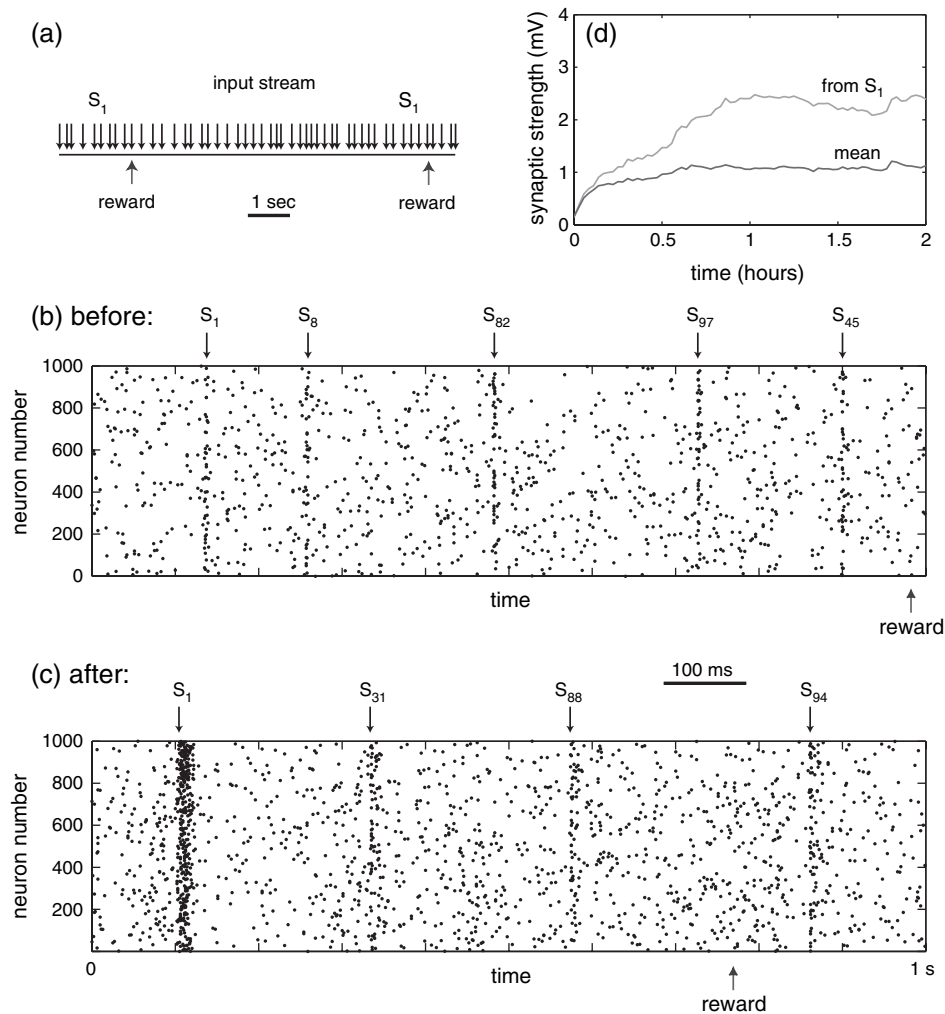 (a)
input stream
S1 S1
reward reward
1 sec
(d)
synaptic strength (mV)
4
3
2
1
0
from S1
mean
0 0.5 1 1.5 2
time (hours)
(b) before:
S1 S8 S82 S97 S45
neuron number
1000
800
600
400
200
0
time
reward
(c) after:
100 ms
S1 S31 S88 S94
neuron number
1000
800
600
400
200
0 time 1 s
reward